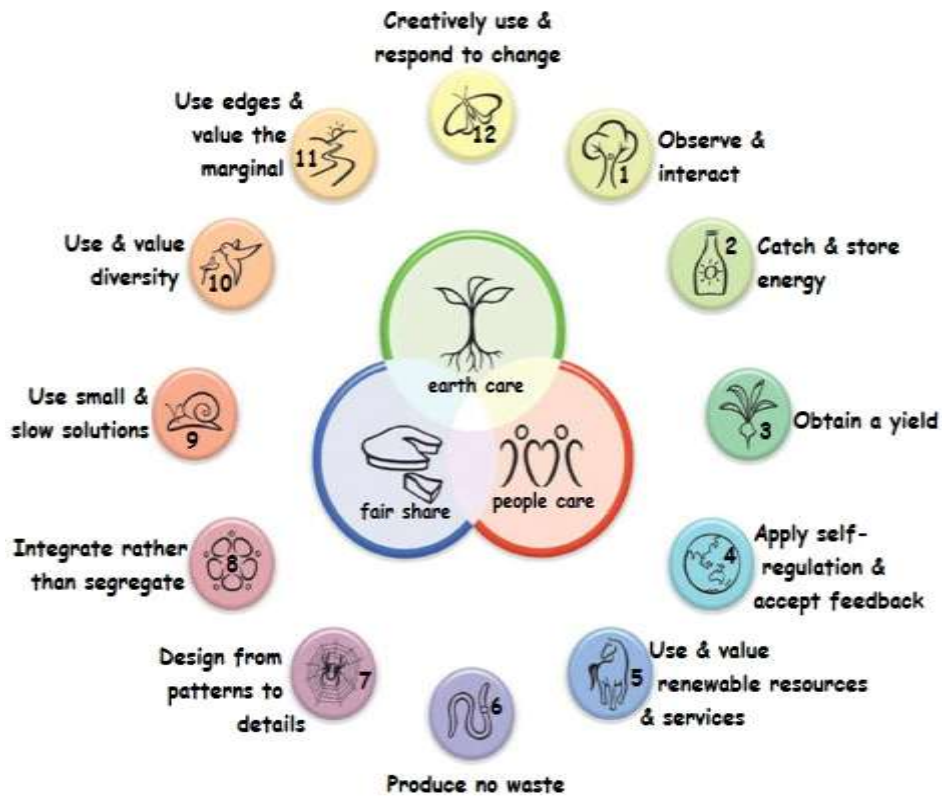 Creatively use &
respond to change
12
Observe &
interact
1
2
Catch & store
energy
3
Obtain a yield
4
Apply self-
regulation &
accept feedback
5
Use & value
renewable resources
& services
6
Produce no waste
7
Design from
patterns to
details
8
Integrate rather
than segregate
9
Use small &
slow solutions
10
Use & value
diversity
11
Use edges &
value the
marginal
earth care
fair share
people care